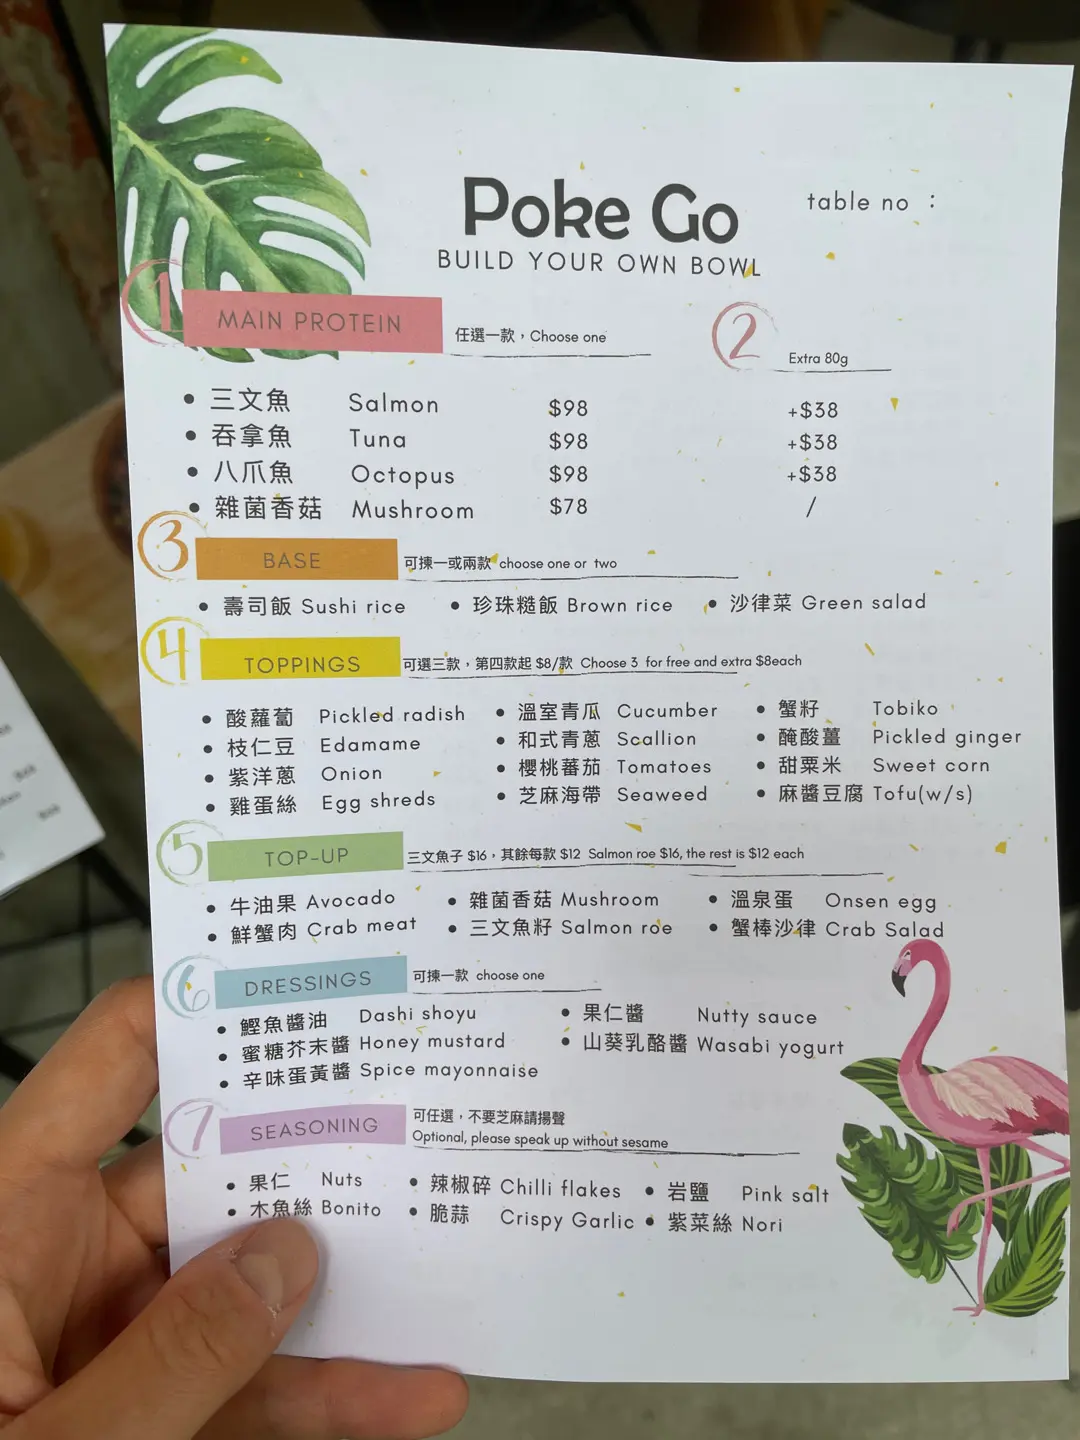 Poke Go
table no :
BUILD YOUR OWN BOWL
1 MAIN PROTEIN 任選一款，Choose one 2 Extra 80g
• 三文魚 Salmon $98 +$38
• 吞拿魚 Tuna $98 +$38
• 八爪魚 Octopus $98 +$38
• 雜菌香菇 Mushroom $78 /
3 BASE 可揀一或兩款 choose one or two
• 壽司飯 Sushi rice • 珍珠糙飯 Brown rice • 沙律菜 Green salad
4 TOPPINGS 可選三款，第四款起 $8/款 Choose 3 for free and extra $8each
• 酸蘿蔔 Pickled radish • 溫室青瓜 Cucumber • 蟹籽 Tobiko
• 枝仁豆 Edamame • 和式青蔥 Scallion • 醃酸薑 Pickled ginger
• 紫洋蔥 Onion • 櫻桃蕃茄 Tomatoes • 甜粟米 Sweet corn
• 雞蛋絲 Egg shreds • 芝麻海帶 Seaweed • 麻醬豆腐 Tofu(w/s)
5 TOP-UP 三文魚子 $16，其餘每款 $12 Salmon roe $16, the rest is $12 each
• 牛油果 Avocado • 雜菌香菇 Mushroom • 溫泉蛋 Onsen egg
• 鮮蟹肉 Crab meat • 三文魚籽 Salmon roe • 蟹棒沙律 Crab Salad
6 DRESSINGS 可揀一款 choose one
• 鰹魚醬油 Dashi shoyu • 果仁醬 Nutty sauce
• 蜜糖芥末醬 Honey mustard • 山葵乳酪醬 Wasabi yogurt
• 辛味蛋黃醬 Spice mayonnaise
7 SEASONING 可任選，不要芝麻請揚聲
Optional, please speak up without sesame
• 果仁 Nuts • 辣椒碎 Chilli flakes • 岩鹽 Pink salt
• 木魚絲 Bonito • 脆蒜 Crispy Garlic • 紫菜絲 Nori